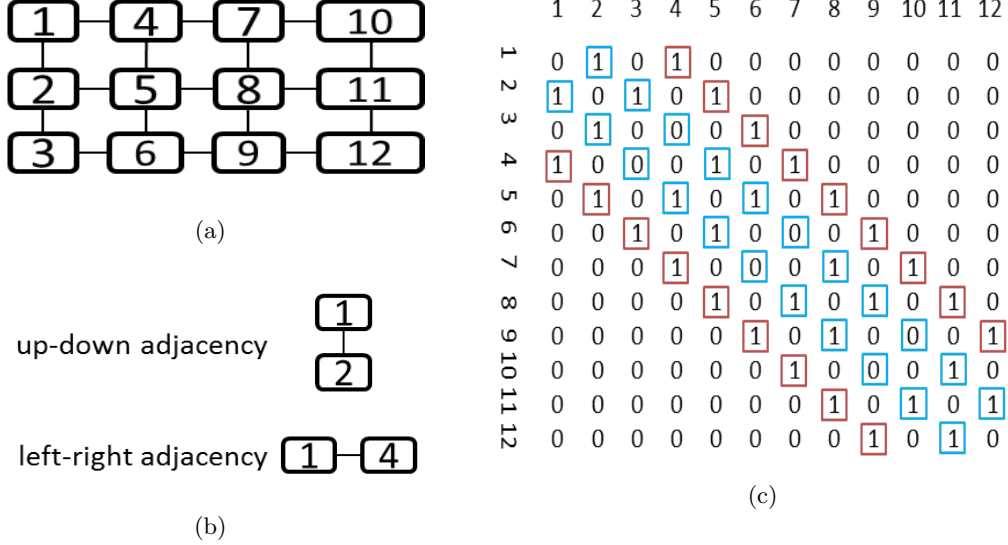 1 4 7 10
2 5 8 11
3 6 9 12
(a)
up-down adjacency
1
2
left-right adjacency 1 4
(b)
1 2 3 4 5 6 7 8 9 10 11 12
1 0 1 0 1 0 0 0 0 0 0 0 0
2 1 0 1 0 1 0 0 0 0 0 0 0
3 0 1 0 0 0 1 0 0 0 0 0 0
4 1 0 0 0 1 0 1 0 0 0 0 0
5 0 1 0 1 0 1 0 1 0 0 0 0
6 0 0 1 0 1 0 0 0 1 0 0 0
7 0 0 0 1 0 0 0 1 0 1 0 0
8 0 0 0 0 1 0 1 0 1 0 1 0
9 0 0 0 0 0 1 0 1 0 0 0 1
10 0 0 0 0 0 0 1 0 0 0 1 0
11 0 0 0 0 0 0 0 1 0 1 0 1
12 0 0 0 0 0 0 0 0 1 0 1 0
(c)